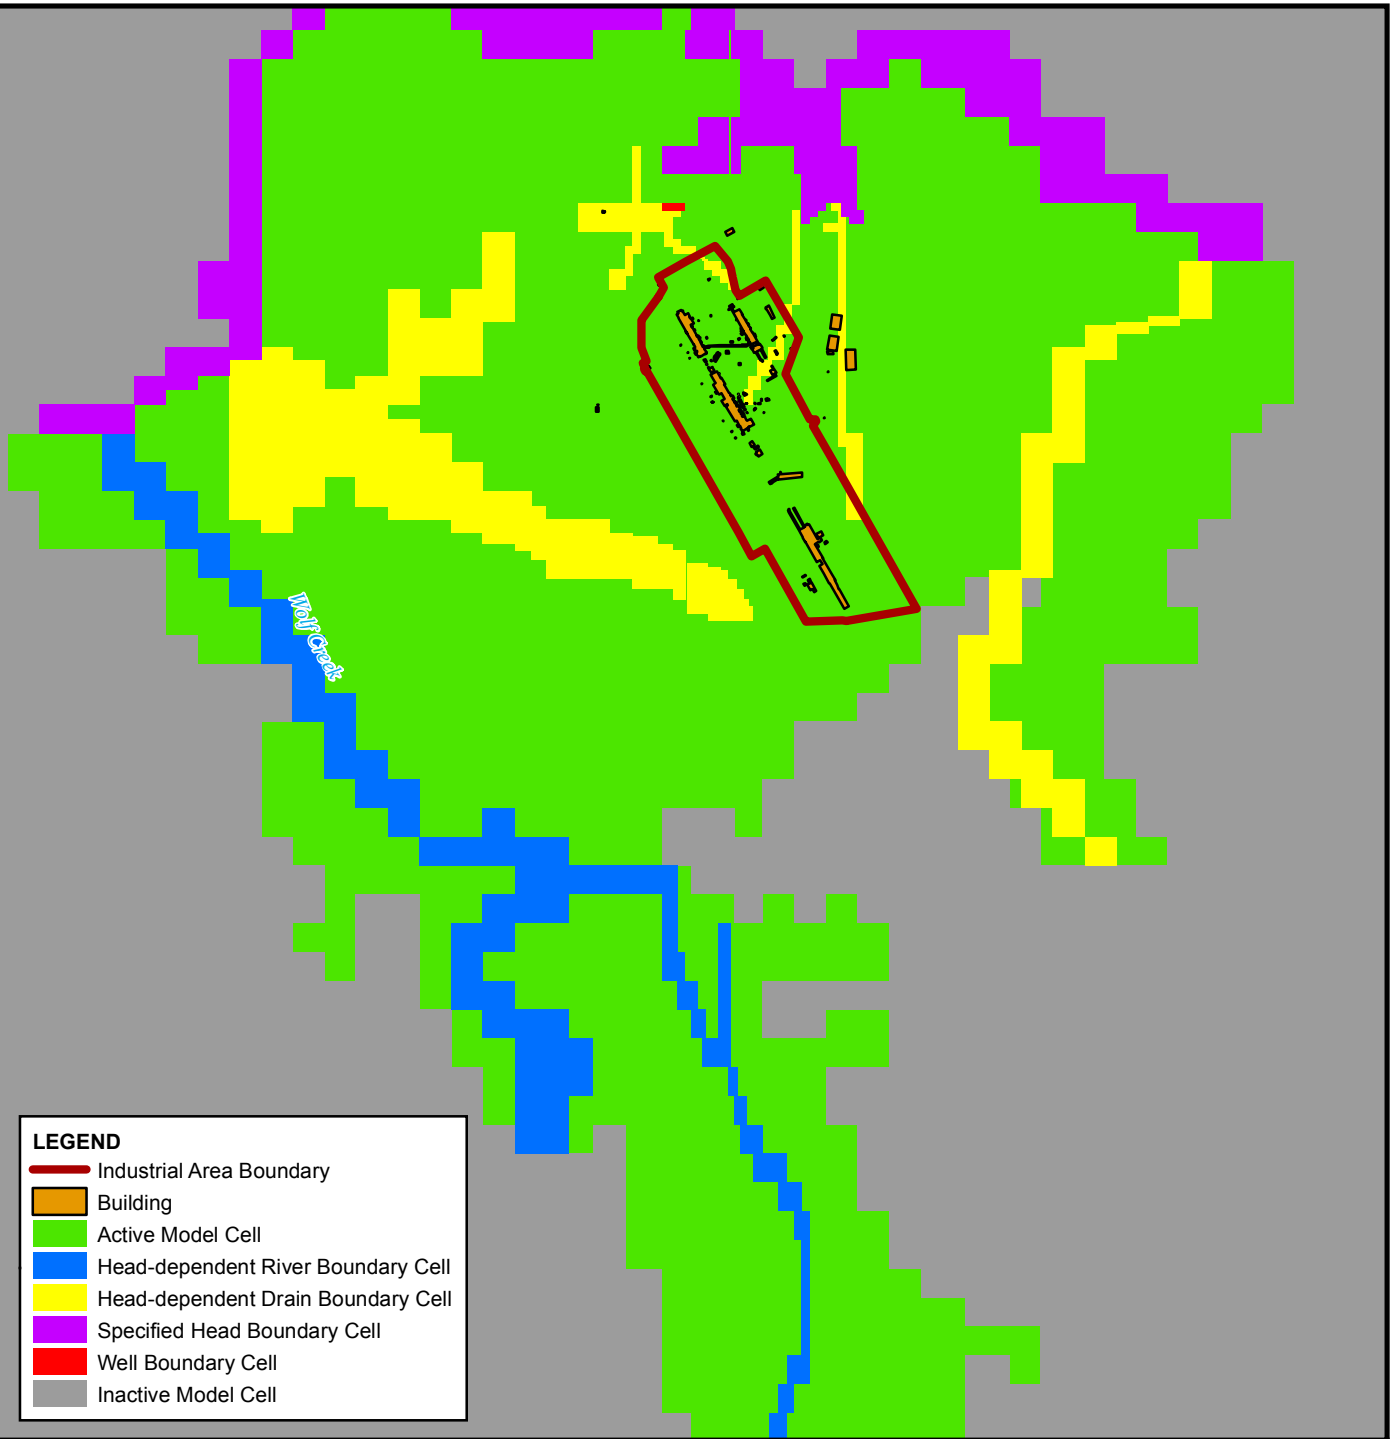 Wolf Creek
LEGEND
Industrial Area Boundary
Building
Active Model Cell
Head-dependent River Boundary Cell
Head-dependent Drain Boundary Cell
Specified Head Boundary Cell
Well Boundary Cell
Inactive Model Cell